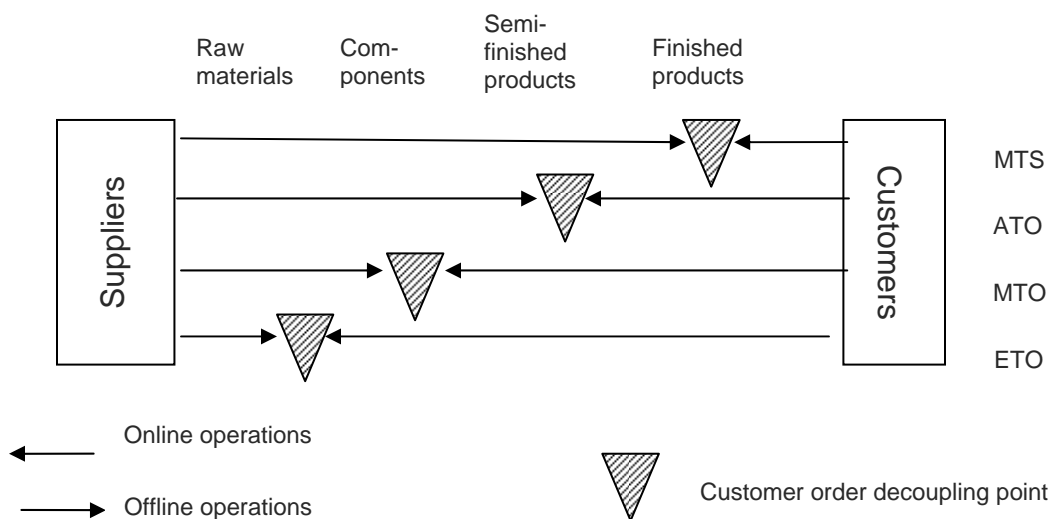 Raw
materials
Com-
ponents
Semi-
finished
products
Finished
products
Suppliers
Customers
MTS
ATO
MTO
ETO
Online operations
Offline operations
Customer order decoupling point